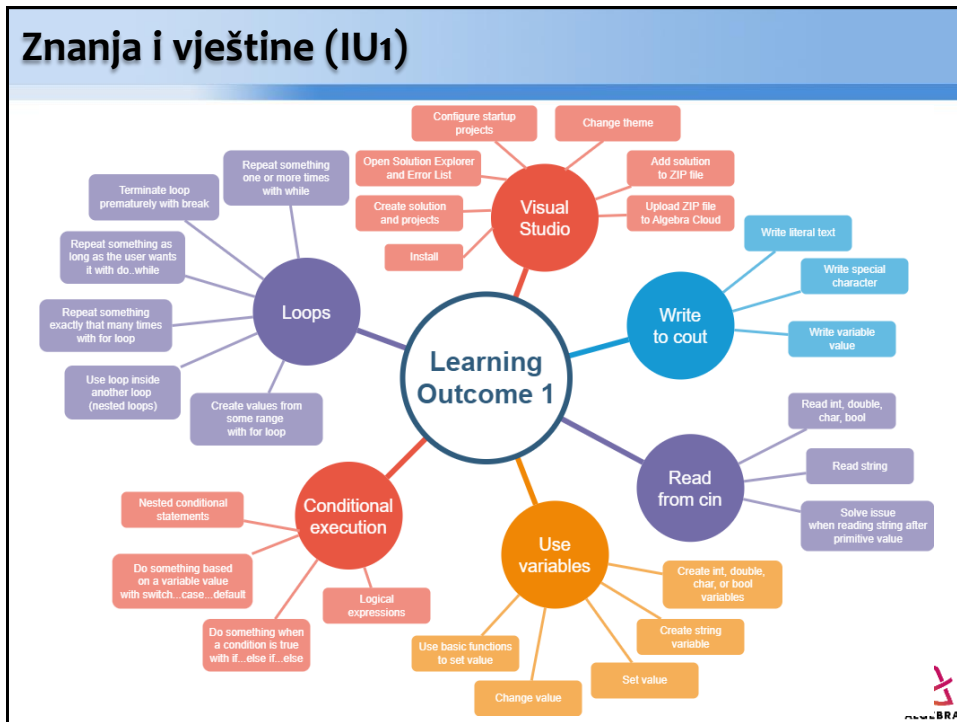 Znanja i vještine (IU1)
Configure startup
projects
Change theme
Open Solution Explorer
and Error List
Add solution
to ZIP file
Create solution
and projects
Upload ZIP file
to Algebra Cloud
Install
Visual
Studio
Repeat something
one or more times
with while
Terminate loop
prematurely with break
Repeat something as
long as the user wants
it with do..while
Repeat something
exactly that many times
with for loop
Use loop inside
another loop
(nested loops)
Create values from
some range
with for loop
Loops
Write literal text
Write special
character
Write variable
value
Write
to cout
Learning
Outcome 1
Read int, double,
char, bool
Read string
Solve issue
when reading string after
primitive value
Read
from cin
Conditional
execution
Nested conditional
statements
Do something based
on a variable value
with switch...case...default
Do something when
a condition is true
with if...else if...else
Logical
expressions
Use
variables
Create int, double,
char, or bool
variables
Create string
variable
Set value
Change value
Use basic functions
to set value
ALGEBRA